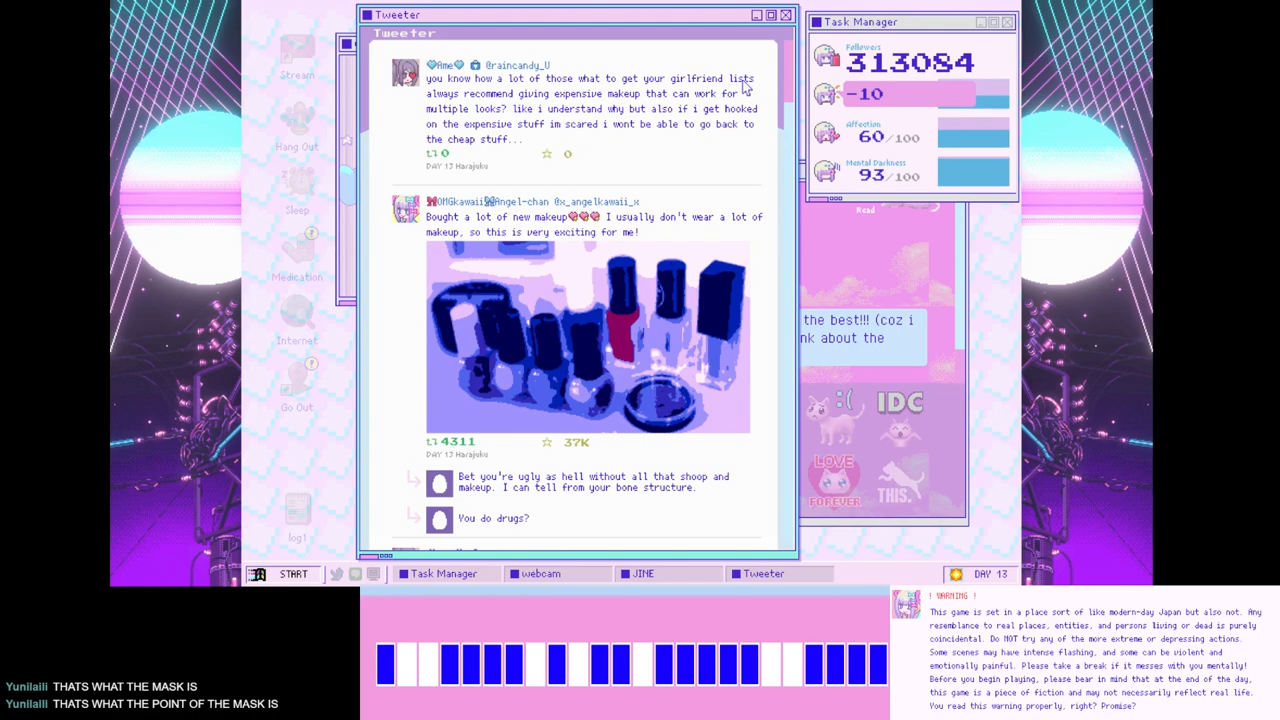 Tweeter
Tweeter
Ame @raincandy_U
you know how a lot of those what to get your girlfriend lists
always recommend giving expensive makeup that can work for
multiple looks? like i understand why but also if i get hooked
on the expensive stuff im scared i wont be able to go back to
the cheap stuff...
0 0
DAY 13 Harajuku
OMGkawaii Angel-chan @x_angelkawaii_x
Bought a lot of new makeup I usually don't wear a lot of
makeup, so this is very exciting for me!
4311 37K
DAY 13 Harajuku
Bet you're ugly as hell without all that shoop and
makeup. I can tell from your bone structure.
You do drugs?
Task Manager
Followers
313084
-10
Affection
60/100
Mental Darkness
93/100
Read
the best!!! (coz i
nk about the
:( IDC
LOVE
FOREVER
THIS.
Stream
Hang Out
Sleep
Medication
Internet
Go Out
log1
START Task Manager webcam JINE Tweeter DAY 13
! WARNING !
This game is set in a place sort of like modern-day Japan but also not. Any
resemblance to real places, entities, and persons living or dead is purely
coincidental. Do NOT try any of the more extreme or depressing actions.
Some scenes may have intense flashing, and some can be violent and
emotionally painful. Please take a break if it messes with you mentally!
Before you begin playing, please bear in mind that at the end of the day,
this game is a piece of fiction and may not necessarily reflect real life.
You read this warning properly, right? Promise?
Yunilaili THATS WHAT THE MASK IS
Yunilaili THATS WHAT THE POINT OF THE MASK IS